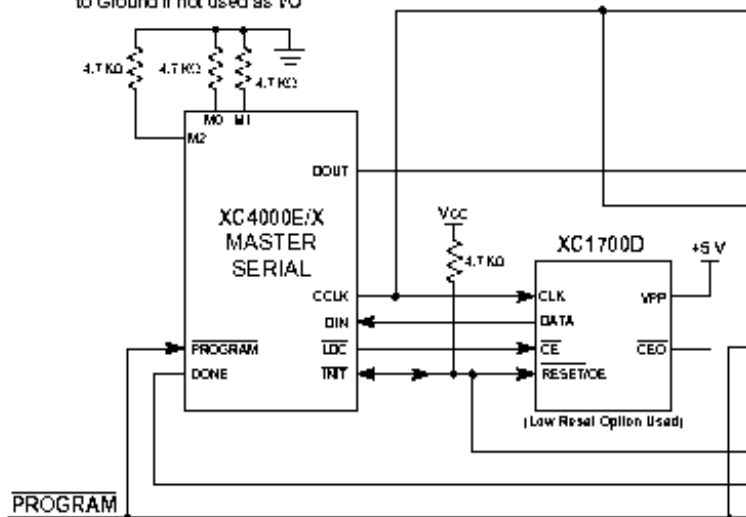 to Ground if not used as I/O
4.7 KΩ
4.7 KΩ
4.7 KΩ
M0 M1
M2
DOUT
XC4000E/X
MASTER
SERIAL
VCC
4.7 KΩ
XC1700D
+5 V
CCLK
CLK
VPP
DIN
DATA
PROGRAM
LDC
CE
CEO
DONE
INIT
RESET/OE
(Low Reset Option Used)
PROGRAM